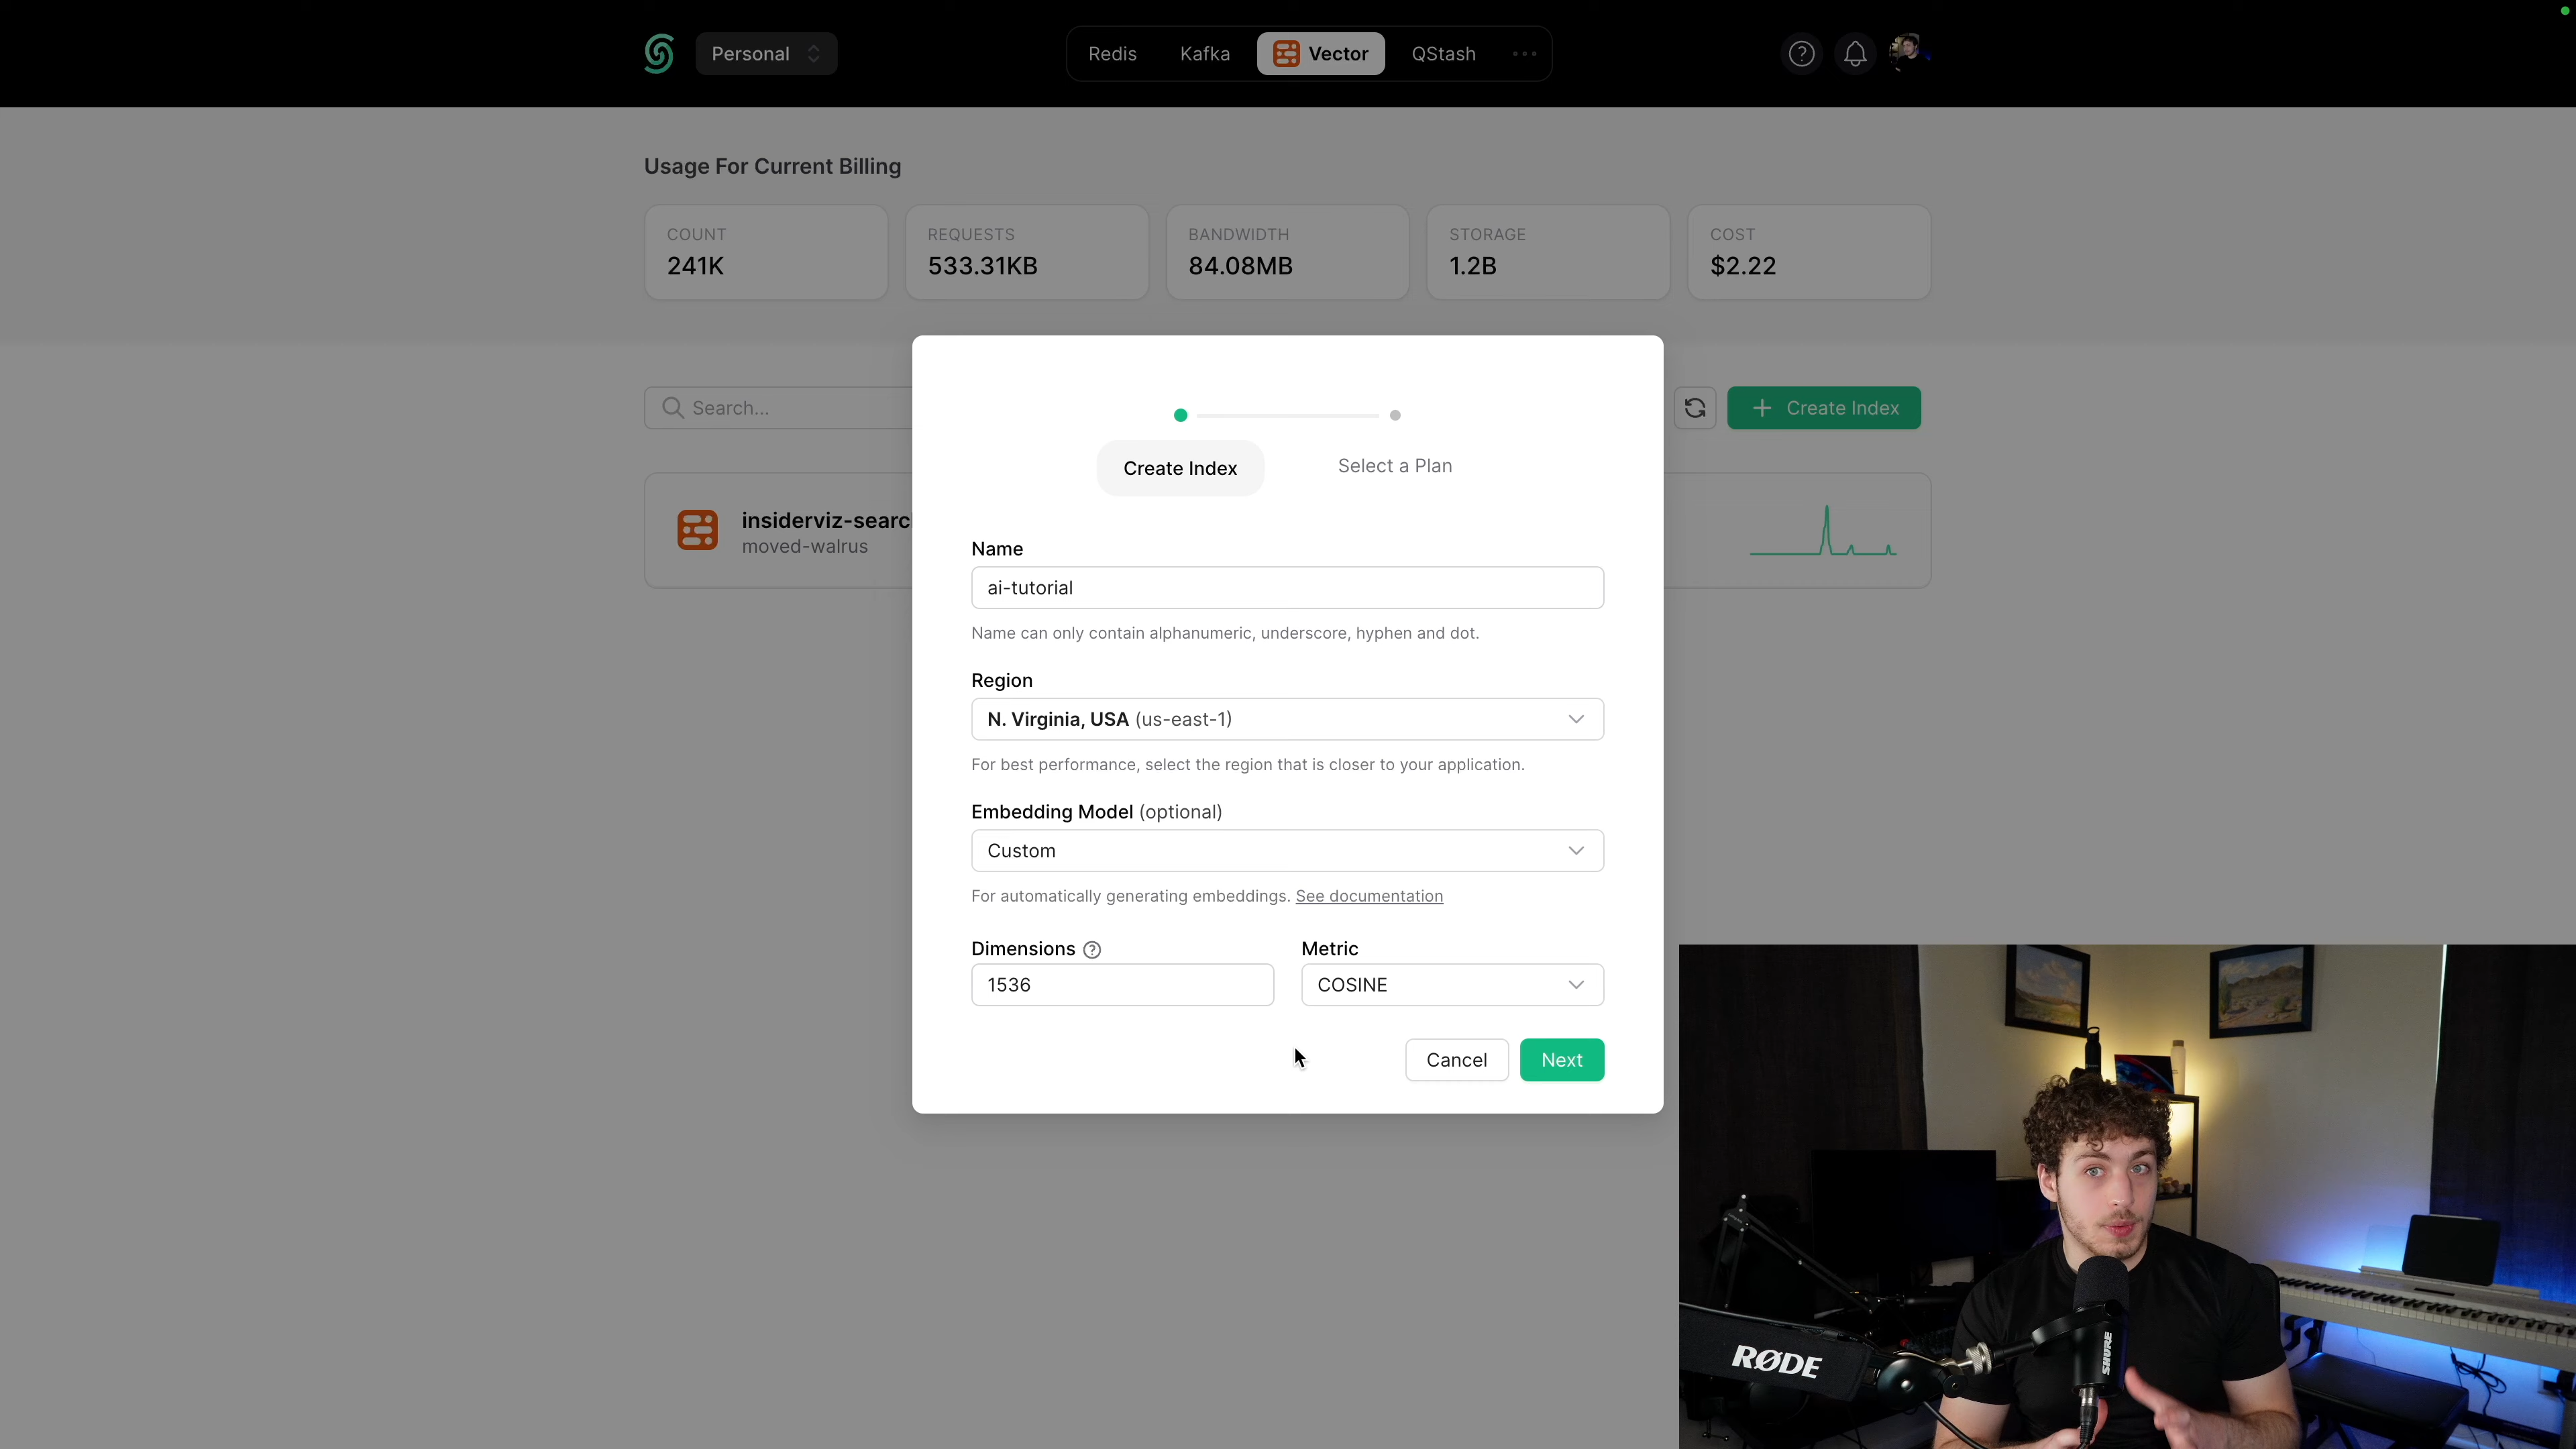 Personal
Redis
Kafka
Vector
QStash
Usage For Current Billing
COUNT
241K
REQUESTS
533.31KB
BANDWIDTH
84.08MB
STORAGE
1.2B
COST
$2.22
Search...
Create Index
insiderviz-searc
moved-walrus
Create Index
Select a Plan
Name
ai-tutorial
Name can only contain alphanumeric, underscore, hyphen and dot.
Region
N. Virginia, USA (us-east-1)
For best performance, select the region that is closer to your application.
Embedding Model (optional)
Custom
For automatically generating embeddings. See documentation
Dimensions ?
1536
Metric
COSINE
Cancel
Next
RØDE
SHURE